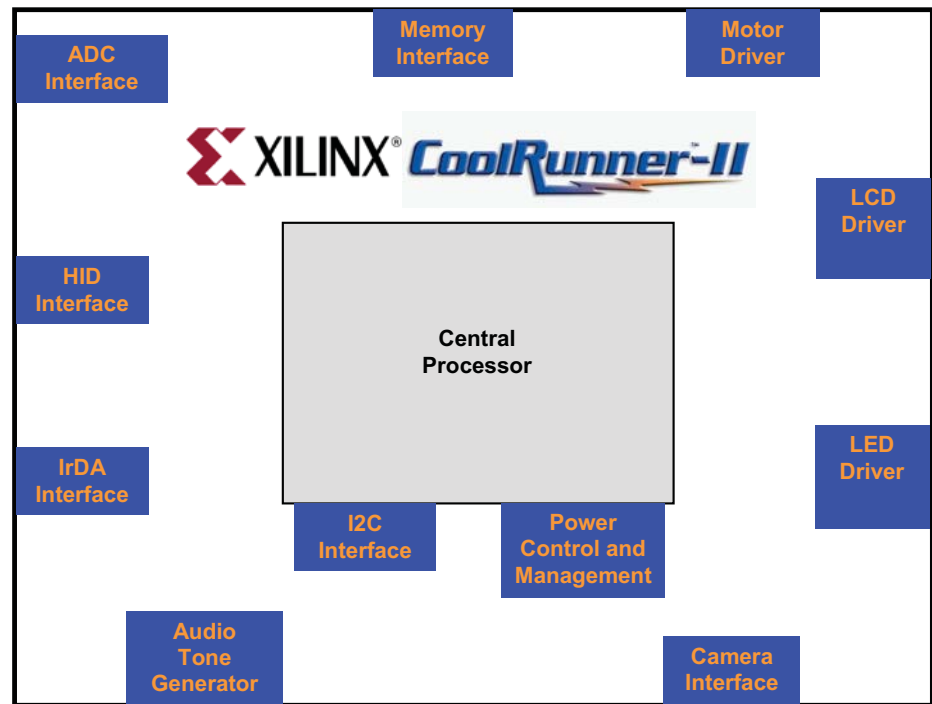 ADC
Interface
Memory
Interface
Motor
Driver
XILINX®
CoolRunner™-II
LCD
Driver
HID
Interface
Central
Processor
IrDA
Interface
LED
Driver
I2C
Interface
Power
Control and
Management
Audio
Tone
Generator
Camera
Interface